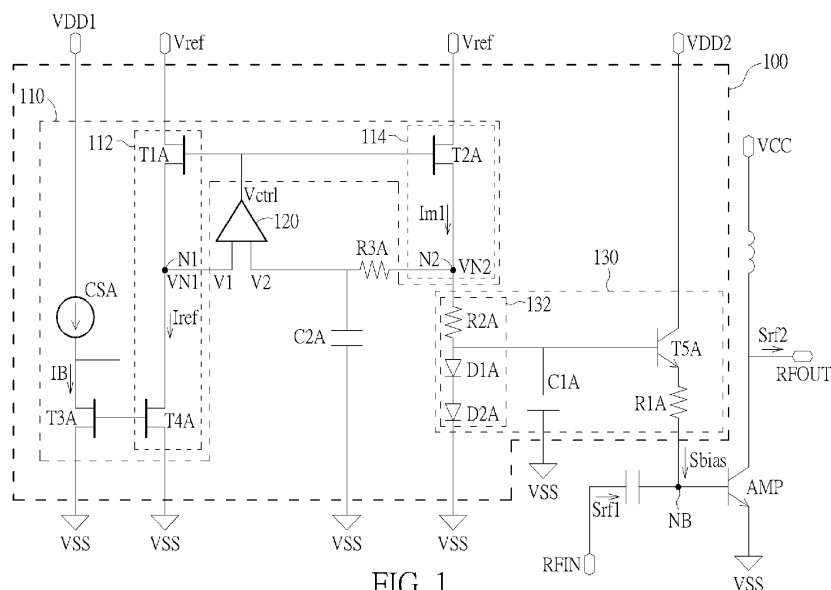 VDD1
Vref
Vref
VDD2
100
110
112
114
VCC
T1A
T2A
Vctrl
120
Im1
N1
VN1
V1
V2
R3A
N2
VN2
130
132
CSA
Iref
C2A
R2A
T5A
Srf2
RFOUT
IB
D1A
C1A
R1A
T3A
T4A
D2A
Sbias
AMP
VSS
Srf1
NB
VSS
VSS
VSS
VSS
RFIN
VSS
FIG. 1